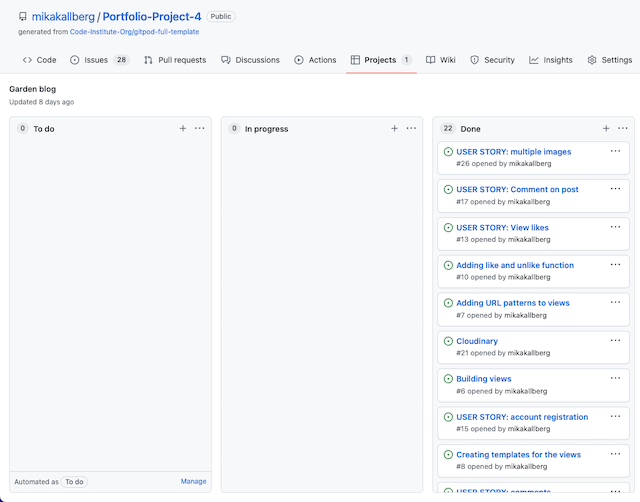 mikakallberg / Portfolio-Project-4 Public
generated from Code-Institute-Org/gitpod-full-template
Code Issues 28 Pull requests Discussions Actions Projects 1 Wiki Security Insights Settings
Garden blog
Updated 8 days ago
0 To do
Automated as To do Manage
0 In progress
22 Done
USER STORY: multiple images
#26 opened by mikakallberg
USER STORY: Comment on post
#17 opened by mikakallberg
USER STORY: View likes
#13 opened by mikakallberg
Adding like and unlike function
#10 opened by mikakallberg
Adding URL patterns to views
#7 opened by mikakallberg
Cloudinary
#21 opened by mikakallberg
Building views
#6 opened by mikakallberg
USER STORY: account registration
#15 opened by mikakallberg
Creating templates for the views
#8 opened by mikakallberg
USER STORY: comments